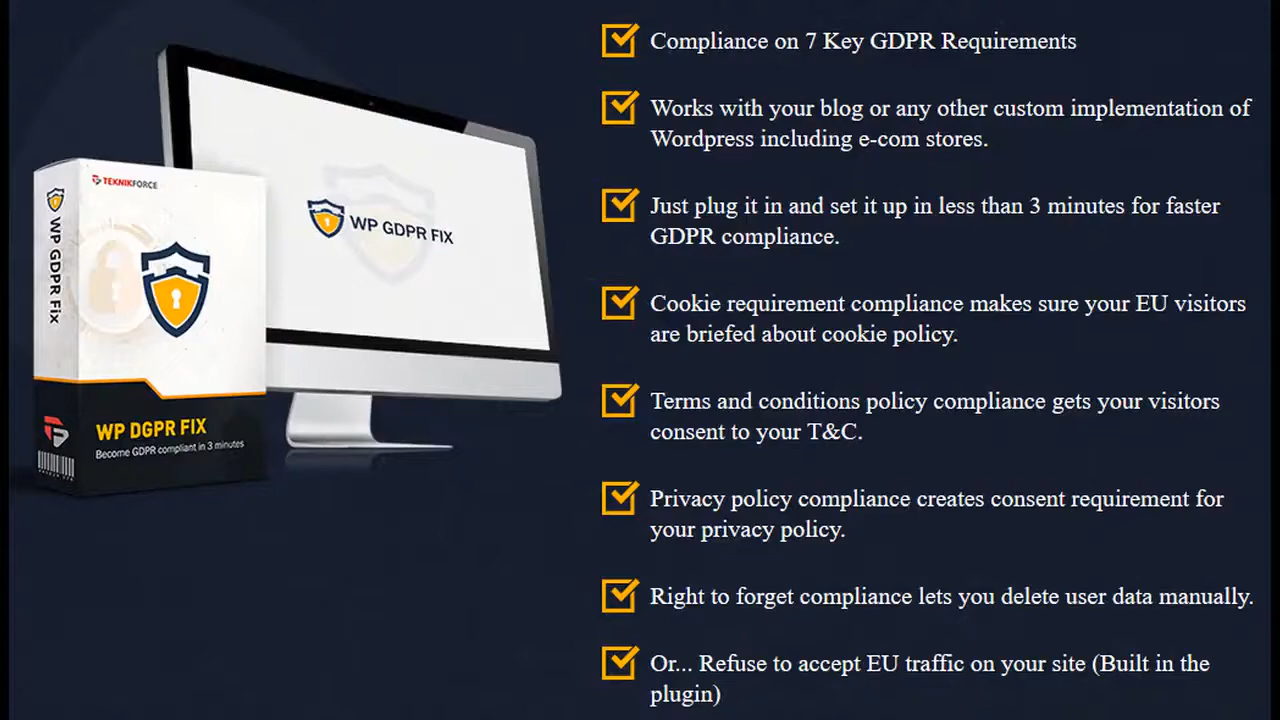 TEKNIKFORCE
WP GDPR Fix
WP DGPR FIX
Become GDPR compliant in 3 minutes
WP GDPR FIX
Compliance on 7 Key GDPR Requirements
Works with your blog or any other custom implementation of
Wordpress including e-com stores.
Just plug it in and set it up in less than 3 minutes for faster
GDPR compliance.
Cookie requirement compliance makes sure your EU visitors
are briefed about cookie policy.
Terms and conditions policy compliance gets your visitors
consent to your T&C.
Privacy policy compliance creates consent requirement for
your privacy policy.
Right to forget compliance lets you delete user data manually.
Or... Refuse to accept EU traffic on your site (Built in the
plugin)